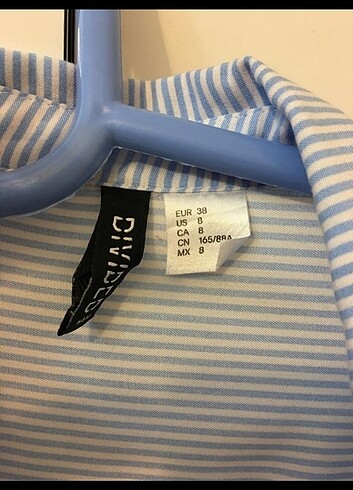 DIVIDED
EUR 38
US 8
CA 8
CN 165/88A
MX 8